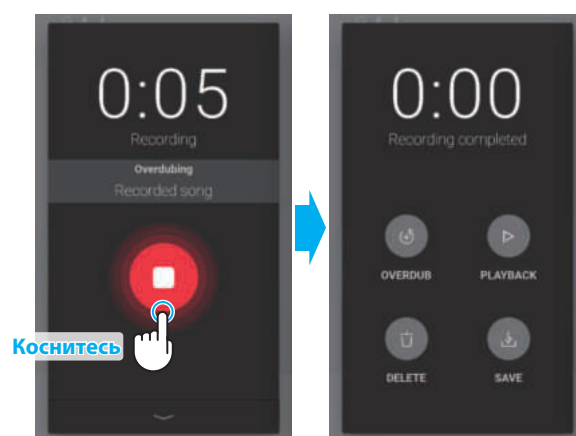 0:05
Recording
Overdubing
Recorded song
Коснитесь
0:00
Recording completed
OVERDUB PLAYBACK
DELETE SAVE